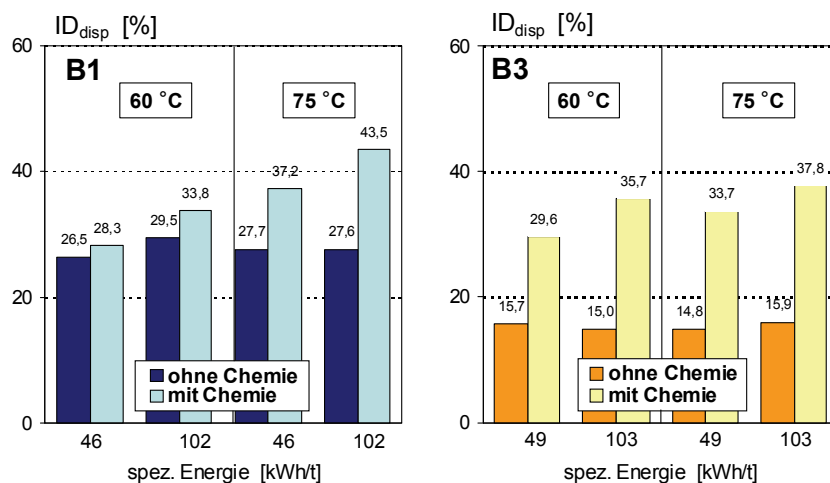 ID_disp [%]
60
B1
60 °C
75 °C
43,5
40
37,2
33,8
29,5
28,3
26,5
27,7
27,6
20
ohne Chemie
mit Chemie
0
46 102 46 102
spez. Energie [kWh/t]
ID_disp [%]
60
B3
60 °C
75 °C
40
37,8
35,7
33,7
29,6
20
15,7
15,0
14,8
15,9
ohne Chemie
mit Chemie
0
49 103 49 103
spez. Energie [kWh/t]